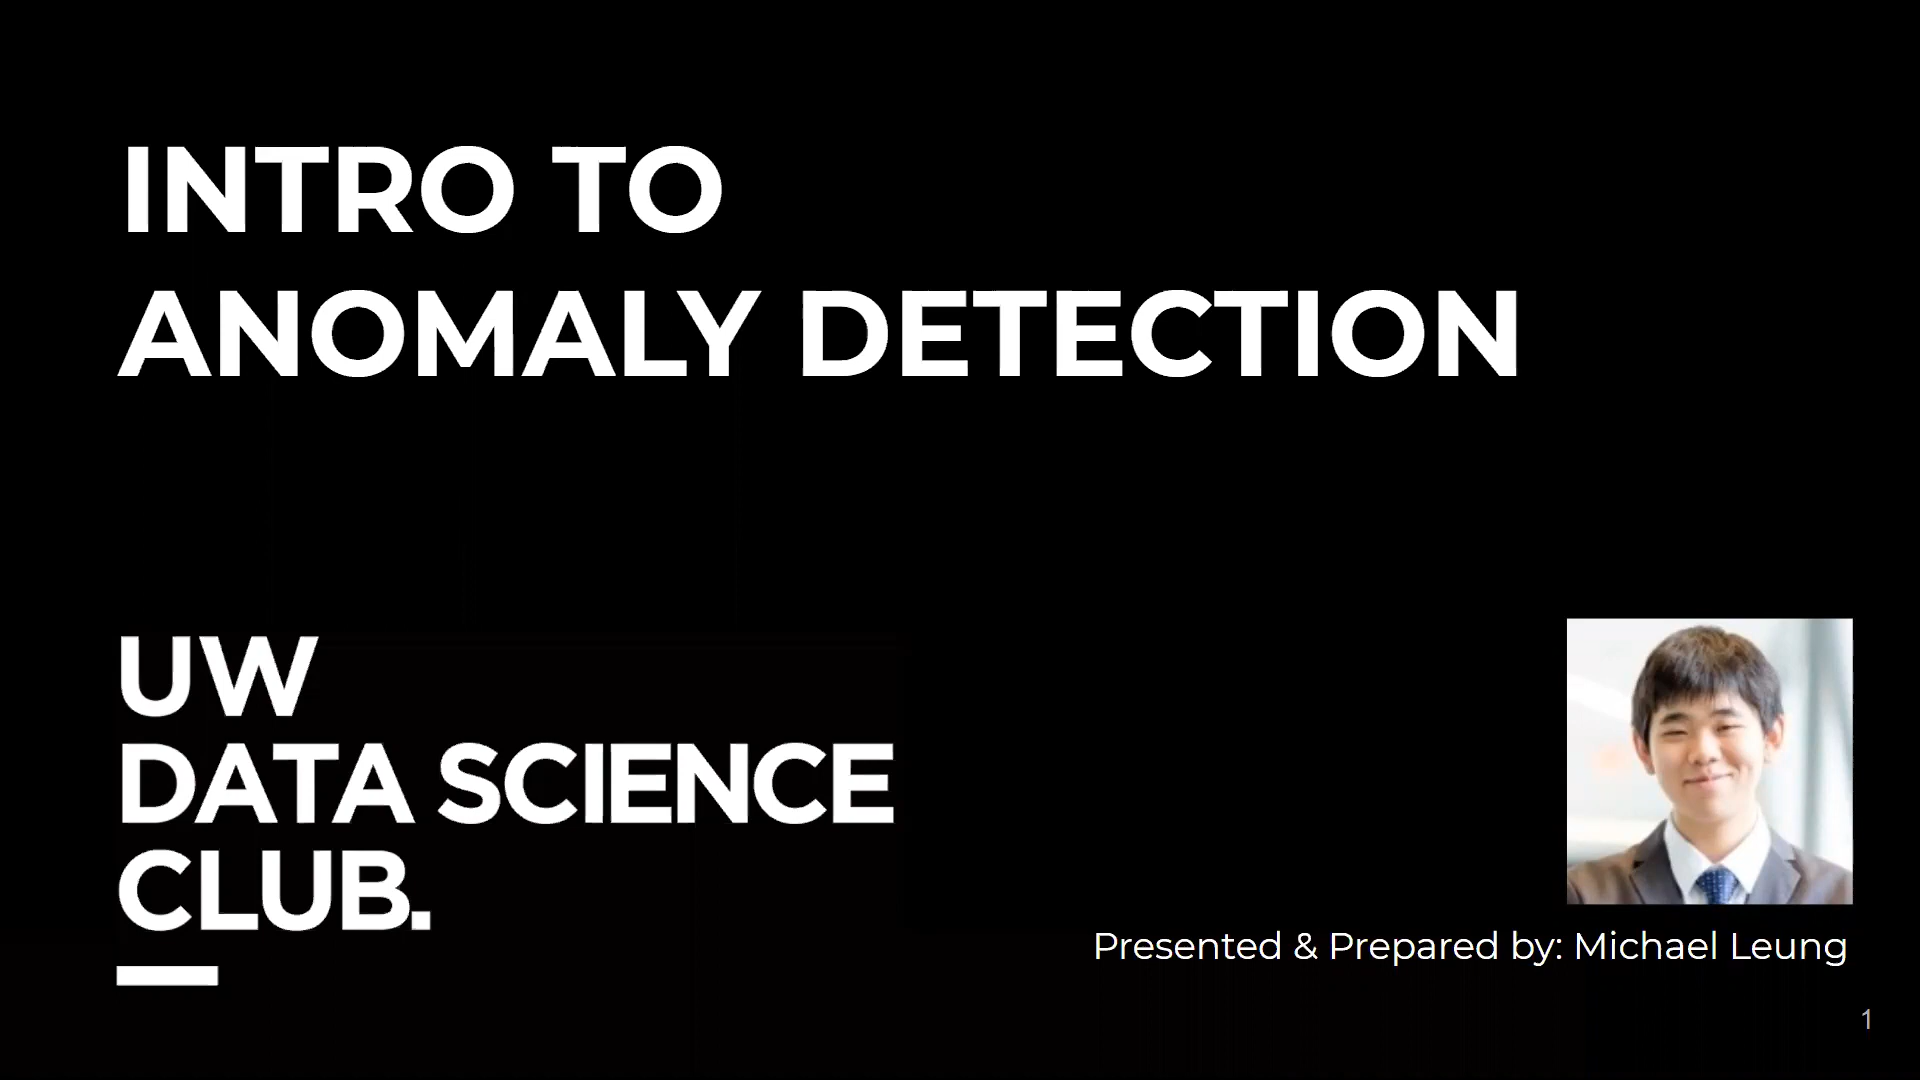 INTRO TO
ANOMALY DETECTION
UW
DATA SCIENCE
CLUB.
Presented & Prepared by: Michael Leung
1